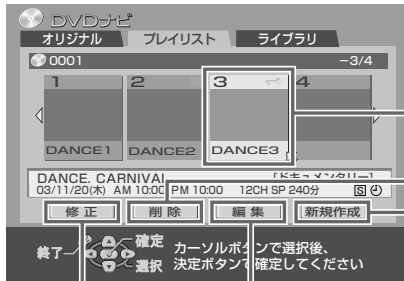 DVDナビ
オリジナル プレイリスト ライブラリ
0001 −3/4
1 2 3 4
DANCE1 DANCE2 DANCE3
DANCE. CARNIVAL [ドキュメンタリー]
03/11/20(木) AM 10:00 PM 10:00 12CH SP 240分 S
修正 削除 編集 新規作成
終了 確定 カーソルボタンで選択後、
選択 決定ボタンで確定してください